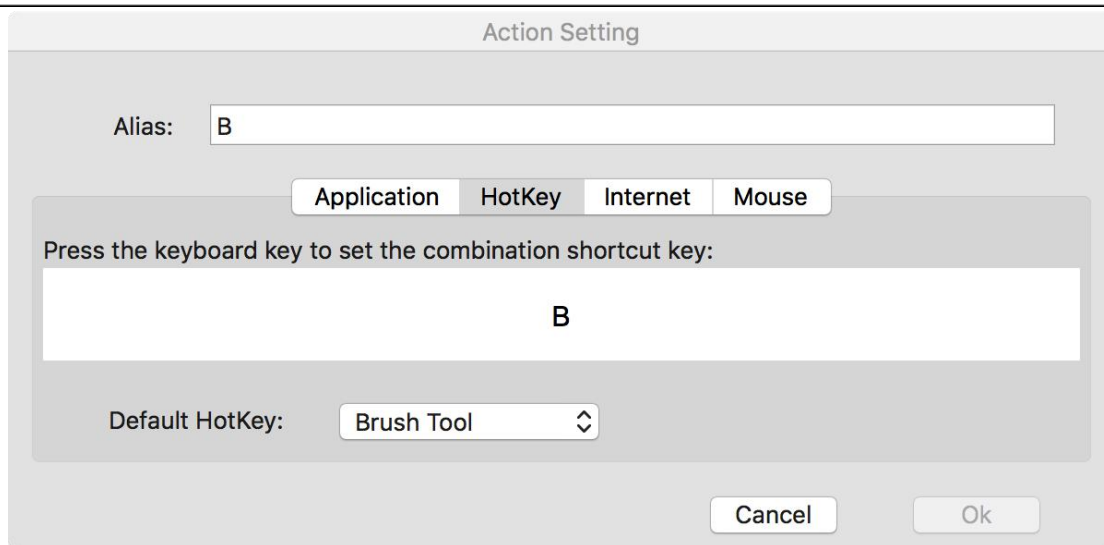 Action Setting
Alias: B
Application HotKey Internet Mouse
Press the keyboard key to set the combination shortcut key:
B
Default HotKey: Brush Tool
Cancel Ok